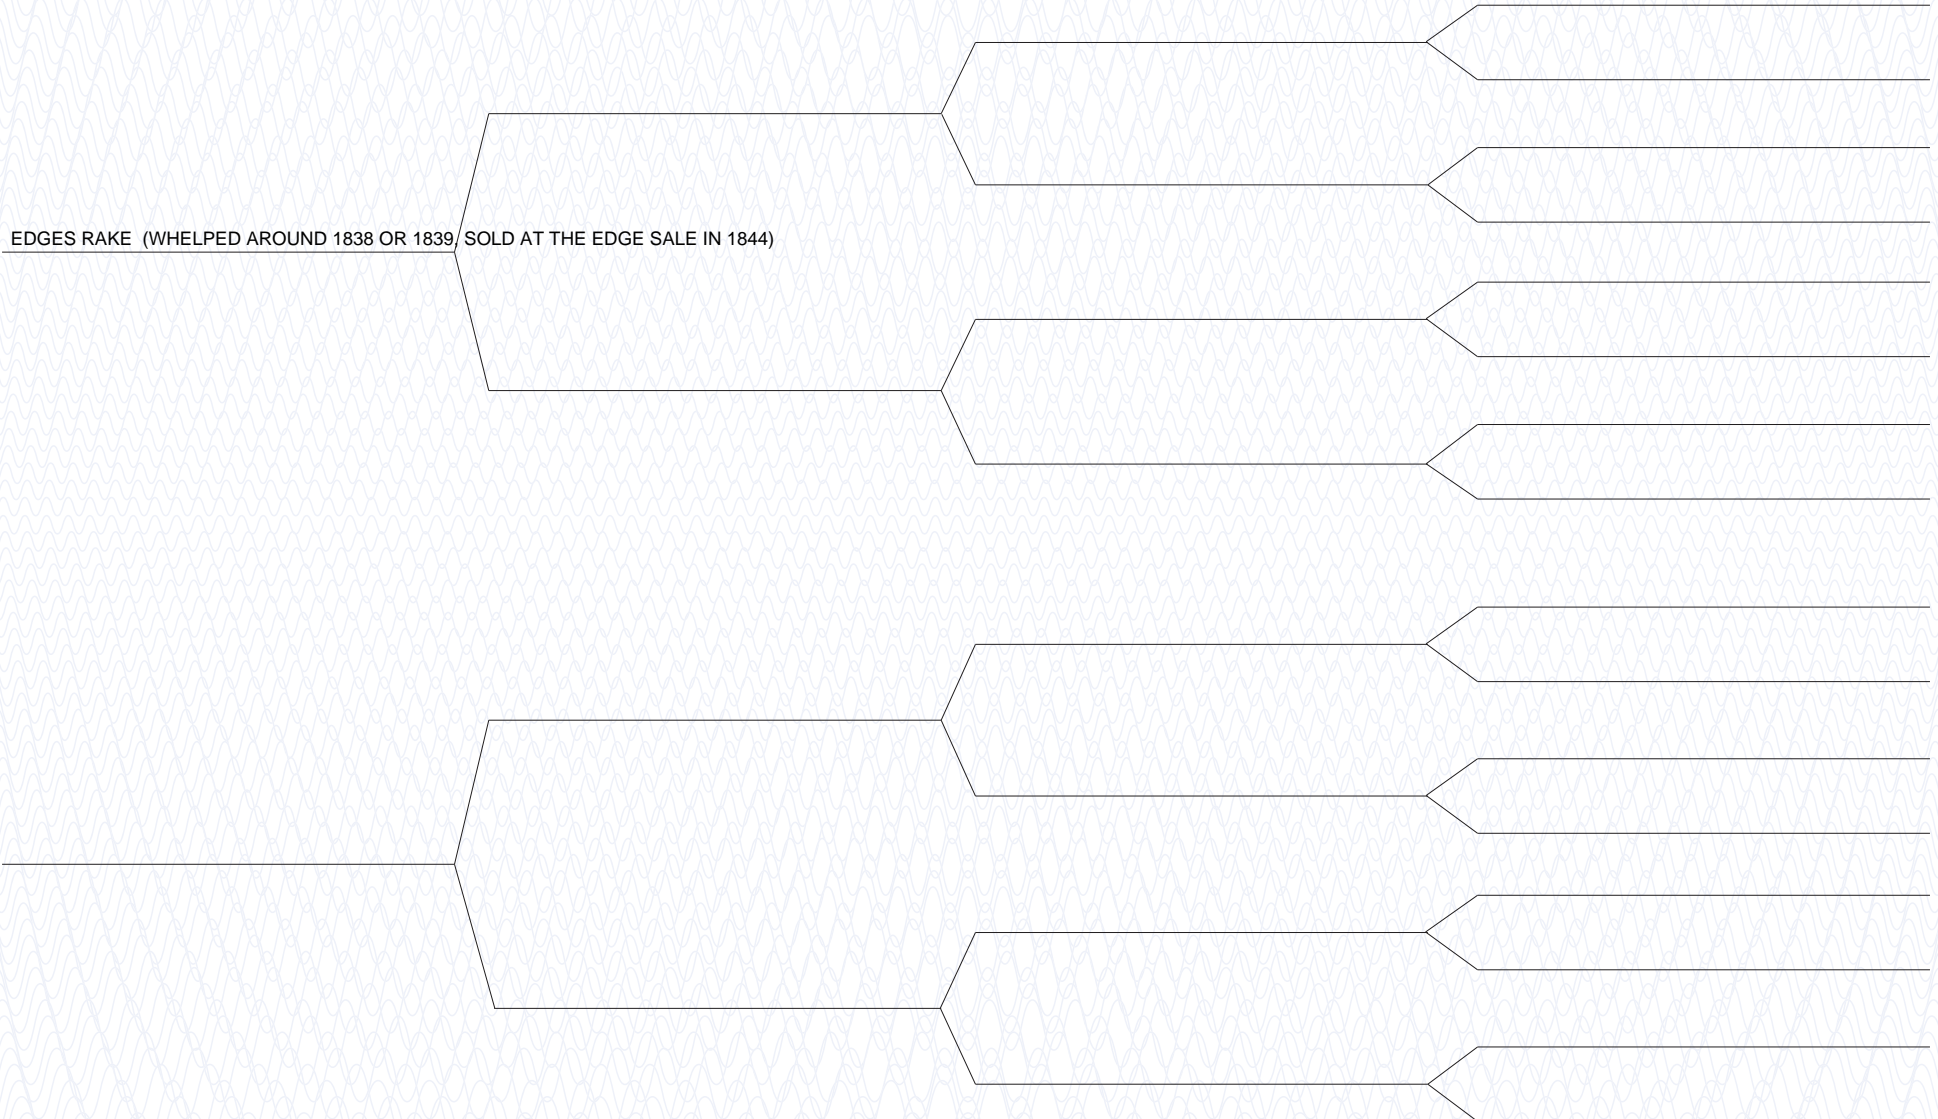 EDGES RAKE  (WHELPED AROUND 1838 OR 1839, SOLD AT THE EDGE SALE IN 1844)